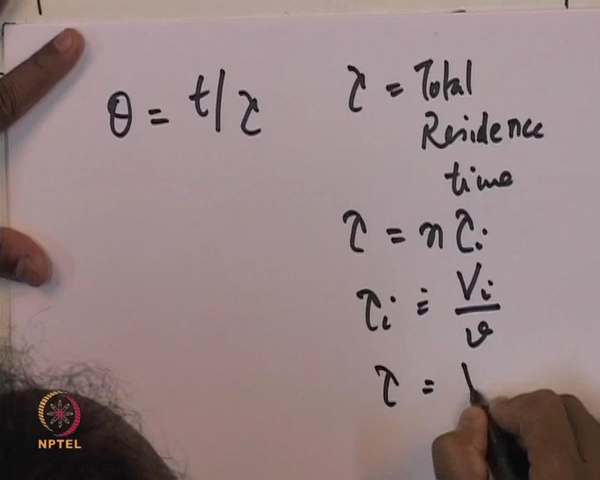 θ = t/τ
τ = Total
Residence
time
τ = n τi
τi = Vi/v
τ =
NPTEL